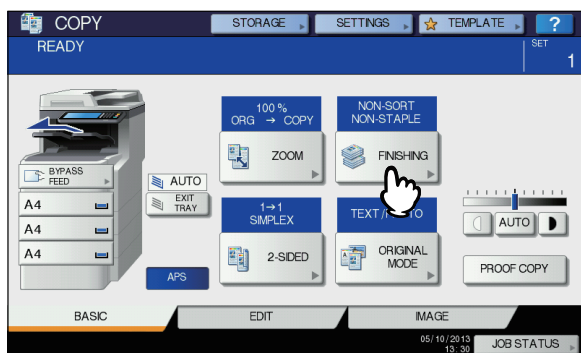 COPY
STORAGE
SETTINGS
TEMPLATE
?
READY
SET
1
100 %
ORG → COPY
NON-SORT
NON-STAPLE
ZOOM
FINISHING
BYPASS
FEED
AUTO
EXIT
TRAY
A4
A4
A4
1→1
SIMPLEX
TEXT /
2-SIDED
ORIGINAL
MODE
AUTO
APS
PROOF COPY
BASIC
EDIT
IMAGE
05/10/2013
13:30
JOB STATUS